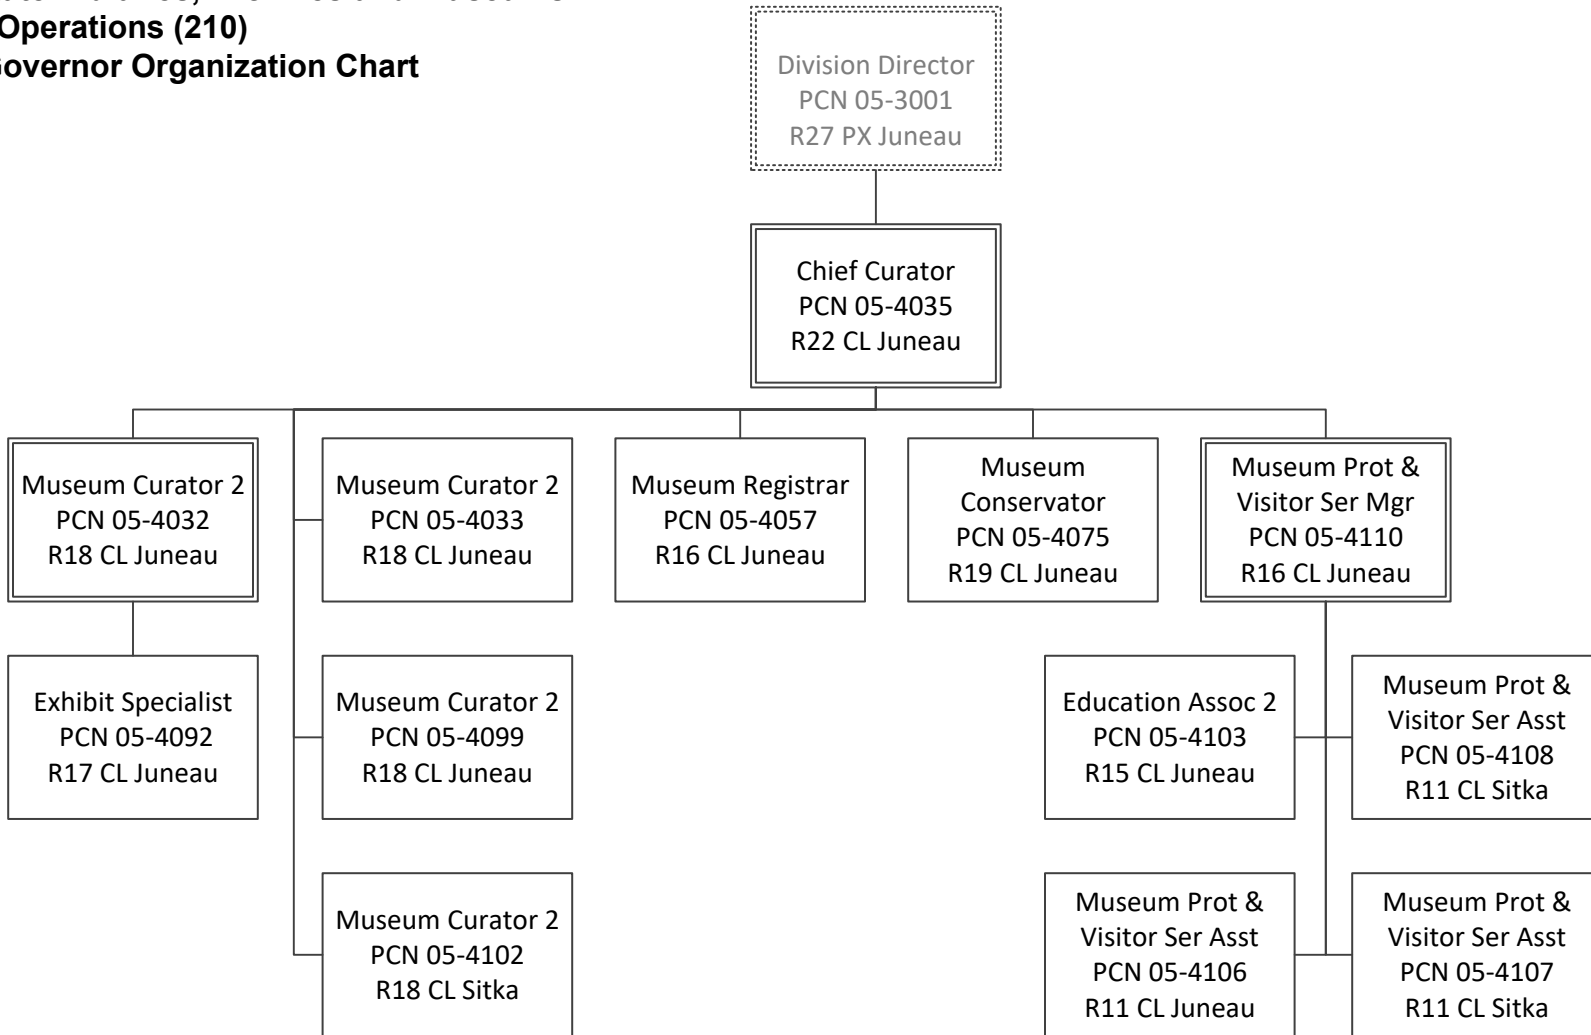 Operations (210)
Organization Chart
Division Director
PCN 05-3001
R27 PX Juneau
Chief Curator
PCN 05-4035
R22 CL Juneau
Museum Curator 2
PCN 05-4032
R18 CL Juneau
Museum Curator 2
PCN 05-4033
R18 CL Juneau
Museum Registrar
PCN 05-4057
R16 CL Juneau
Museum
Conservator
PCN 05-4075
R19 CL Juneau
Museum Prot &
Visitor Ser Mgr
PCN 05-4110
R16 CL Juneau
Exhibit Specialist
PCN 05-4092
R17 CL Juneau
Museum Curator 2
PCN 05-4099
R18 CL Juneau
Education Assoc 2
PCN 05-4103
R15 CL Juneau
Museum Prot &
Visitor Ser Asst
PCN 05-4108
R11 CL Sitka
Museum Curator 2
PCN 05-4102
R18 CL Sitka
Museum Prot &
Visitor Ser Asst
PCN 05-4106
R11 CL Juneau
Museum Prot &
Visitor Ser Asst
PCN 05-4107
R11 CL Sitka